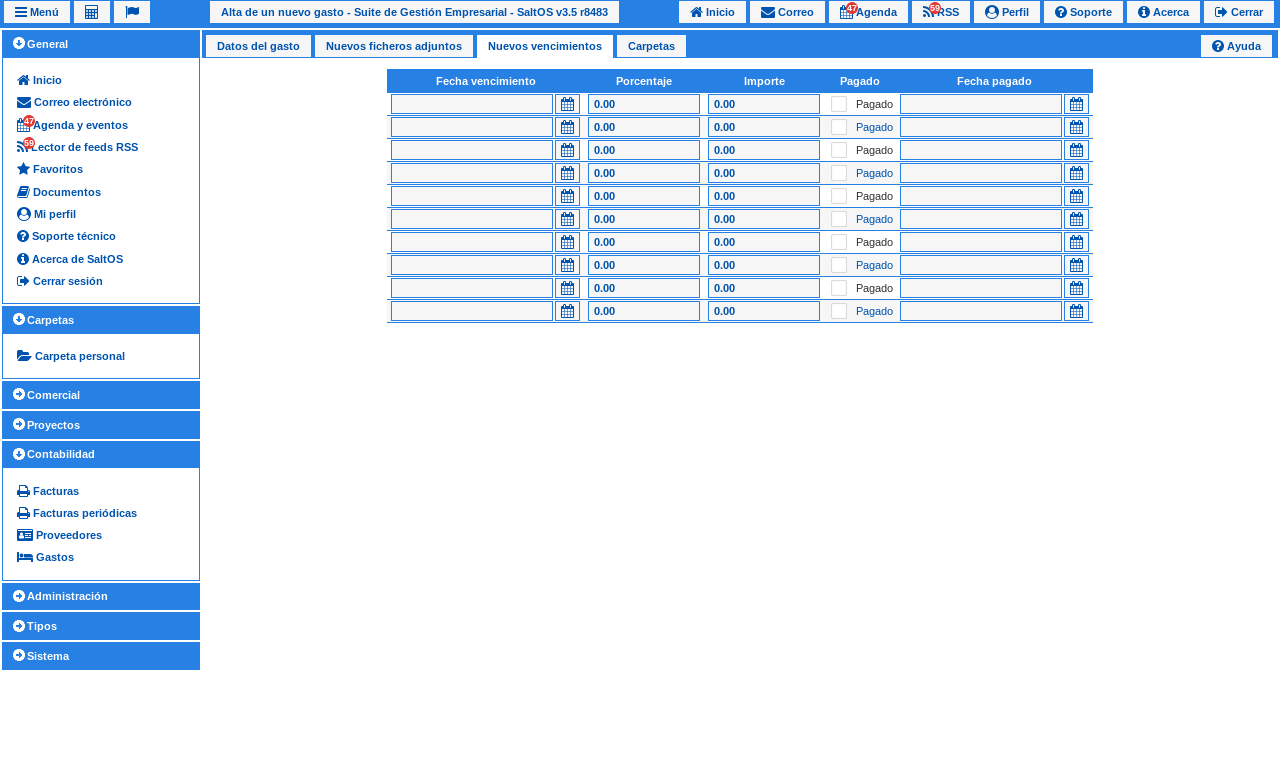 Menú
Alta de un nuevo gasto - Suite de Gestión Empresarial - SaltOS v3.5 r8483
Inicio
Correo
47
Agenda
59
RSS
Perfil
Soporte
Acerca
Cerrar
General
Inicio
Correo electrónico
47
Agenda y eventos
59
Lector de feeds RSS
Favoritos
Documentos
Mi perfil
Soporte técnico
Acerca de SaltOS
Cerrar sesión
Carpetas
Carpeta personal
Comercial
Proyectos
Contabilidad
Facturas
Facturas periódicas
Proveedores
Gastos
Administración
Tipos
Sistema
Datos del gasto
Nuevos ficheros adjuntos
Nuevos vencimientos
Carpetas
Ayuda
Fecha vencimiento Porcentaje Importe Pagado Fecha pagado
0.00 0.00 Pagado
0.00 0.00 Pagado
0.00 0.00 Pagado
0.00 0.00 Pagado
0.00 0.00 Pagado
0.00 0.00 Pagado
0.00 0.00 Pagado
0.00 0.00 Pagado
0.00 0.00 Pagado
0.00 0.00 Pagado